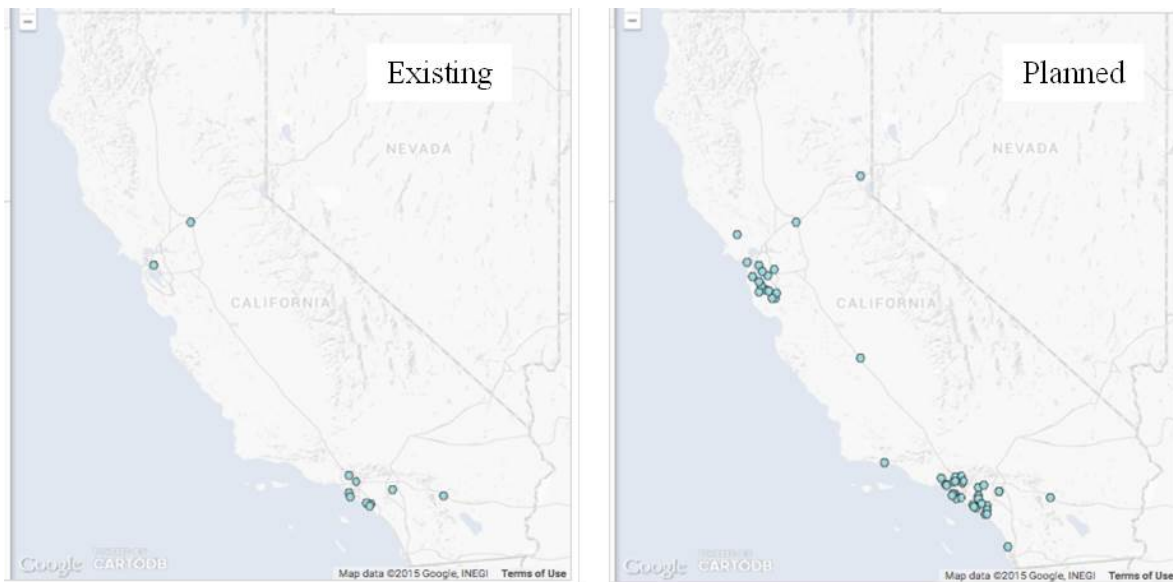 Existing
NEVADA
CALIFORNIA
Google
CARTODB
Map data ©2015 Google, INEGI Terms of Use
Planned
NEVADA
CALIFORNIA
Google
CARTODB
Map data ©2015 Google, INEGI Terms of Use